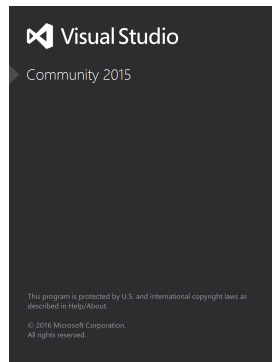 Visual Studio
Community 2015
This program is protected by U.S. and international copyright laws as
described in Help/About.
© 2016 Microsoft Corporation.
All rights reserved.